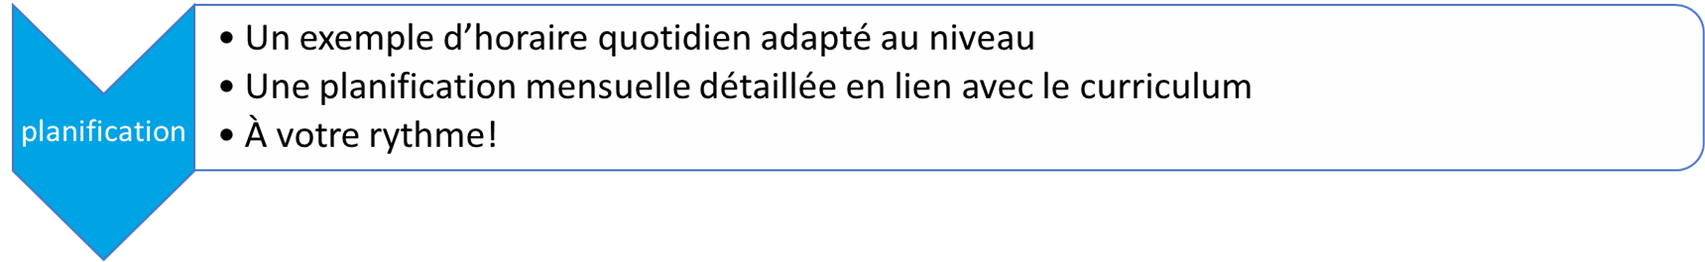 planification
• Un exemple d’horaire quotidien adapté au niveau
• Une planification mensuelle détaillée en lien avec le curriculum
• À votre rythme!